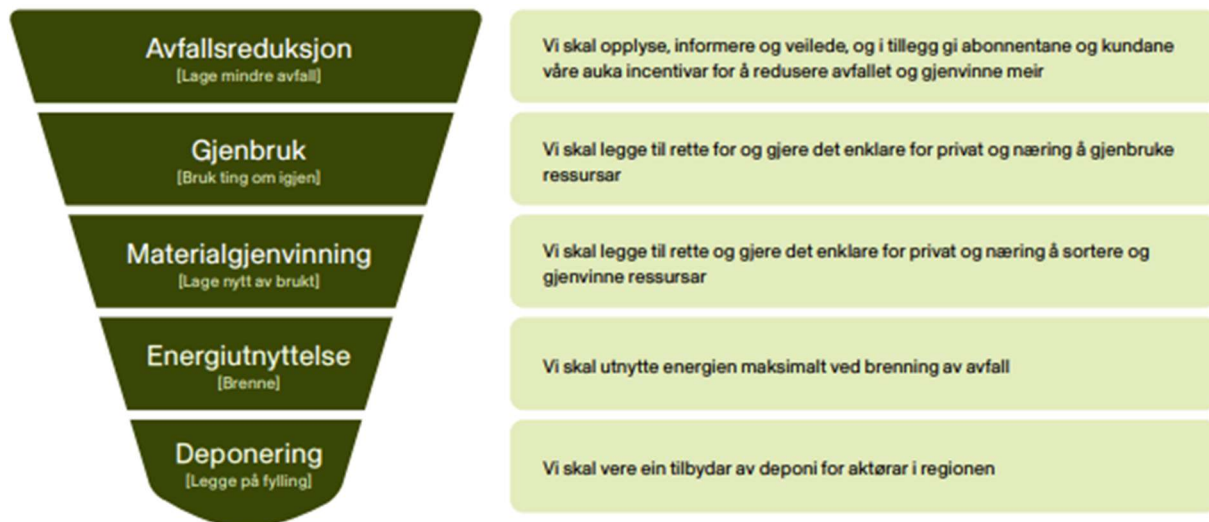 Avfallsreduksjon
[Lage mindre avfall]
Vi skal opplyse, informere og veilede, og i tillegg gi abonnentane og kundane
våre auka incentivar for å redusere avfallet og gjenvinne meir
Gjenbruk
[Bruk ting om igjen]
Vi skal legge til rette for og gjere det enklare for privat og næring å gjenbruke
ressursar
Materialgjenvinning
[Lage nytt av brukt]
Vi skal legge til rette og gjere det enklare for privat og næring å sortere og
gjenvinne ressursar
Energiutnyttelse
[Brenne]
Vi skal utnytte energien maksimalt ved brenning av avfall
Deponering
[Legge på fylling]
Vi skal vere ein tilbydar av deponi for aktørar i regionen